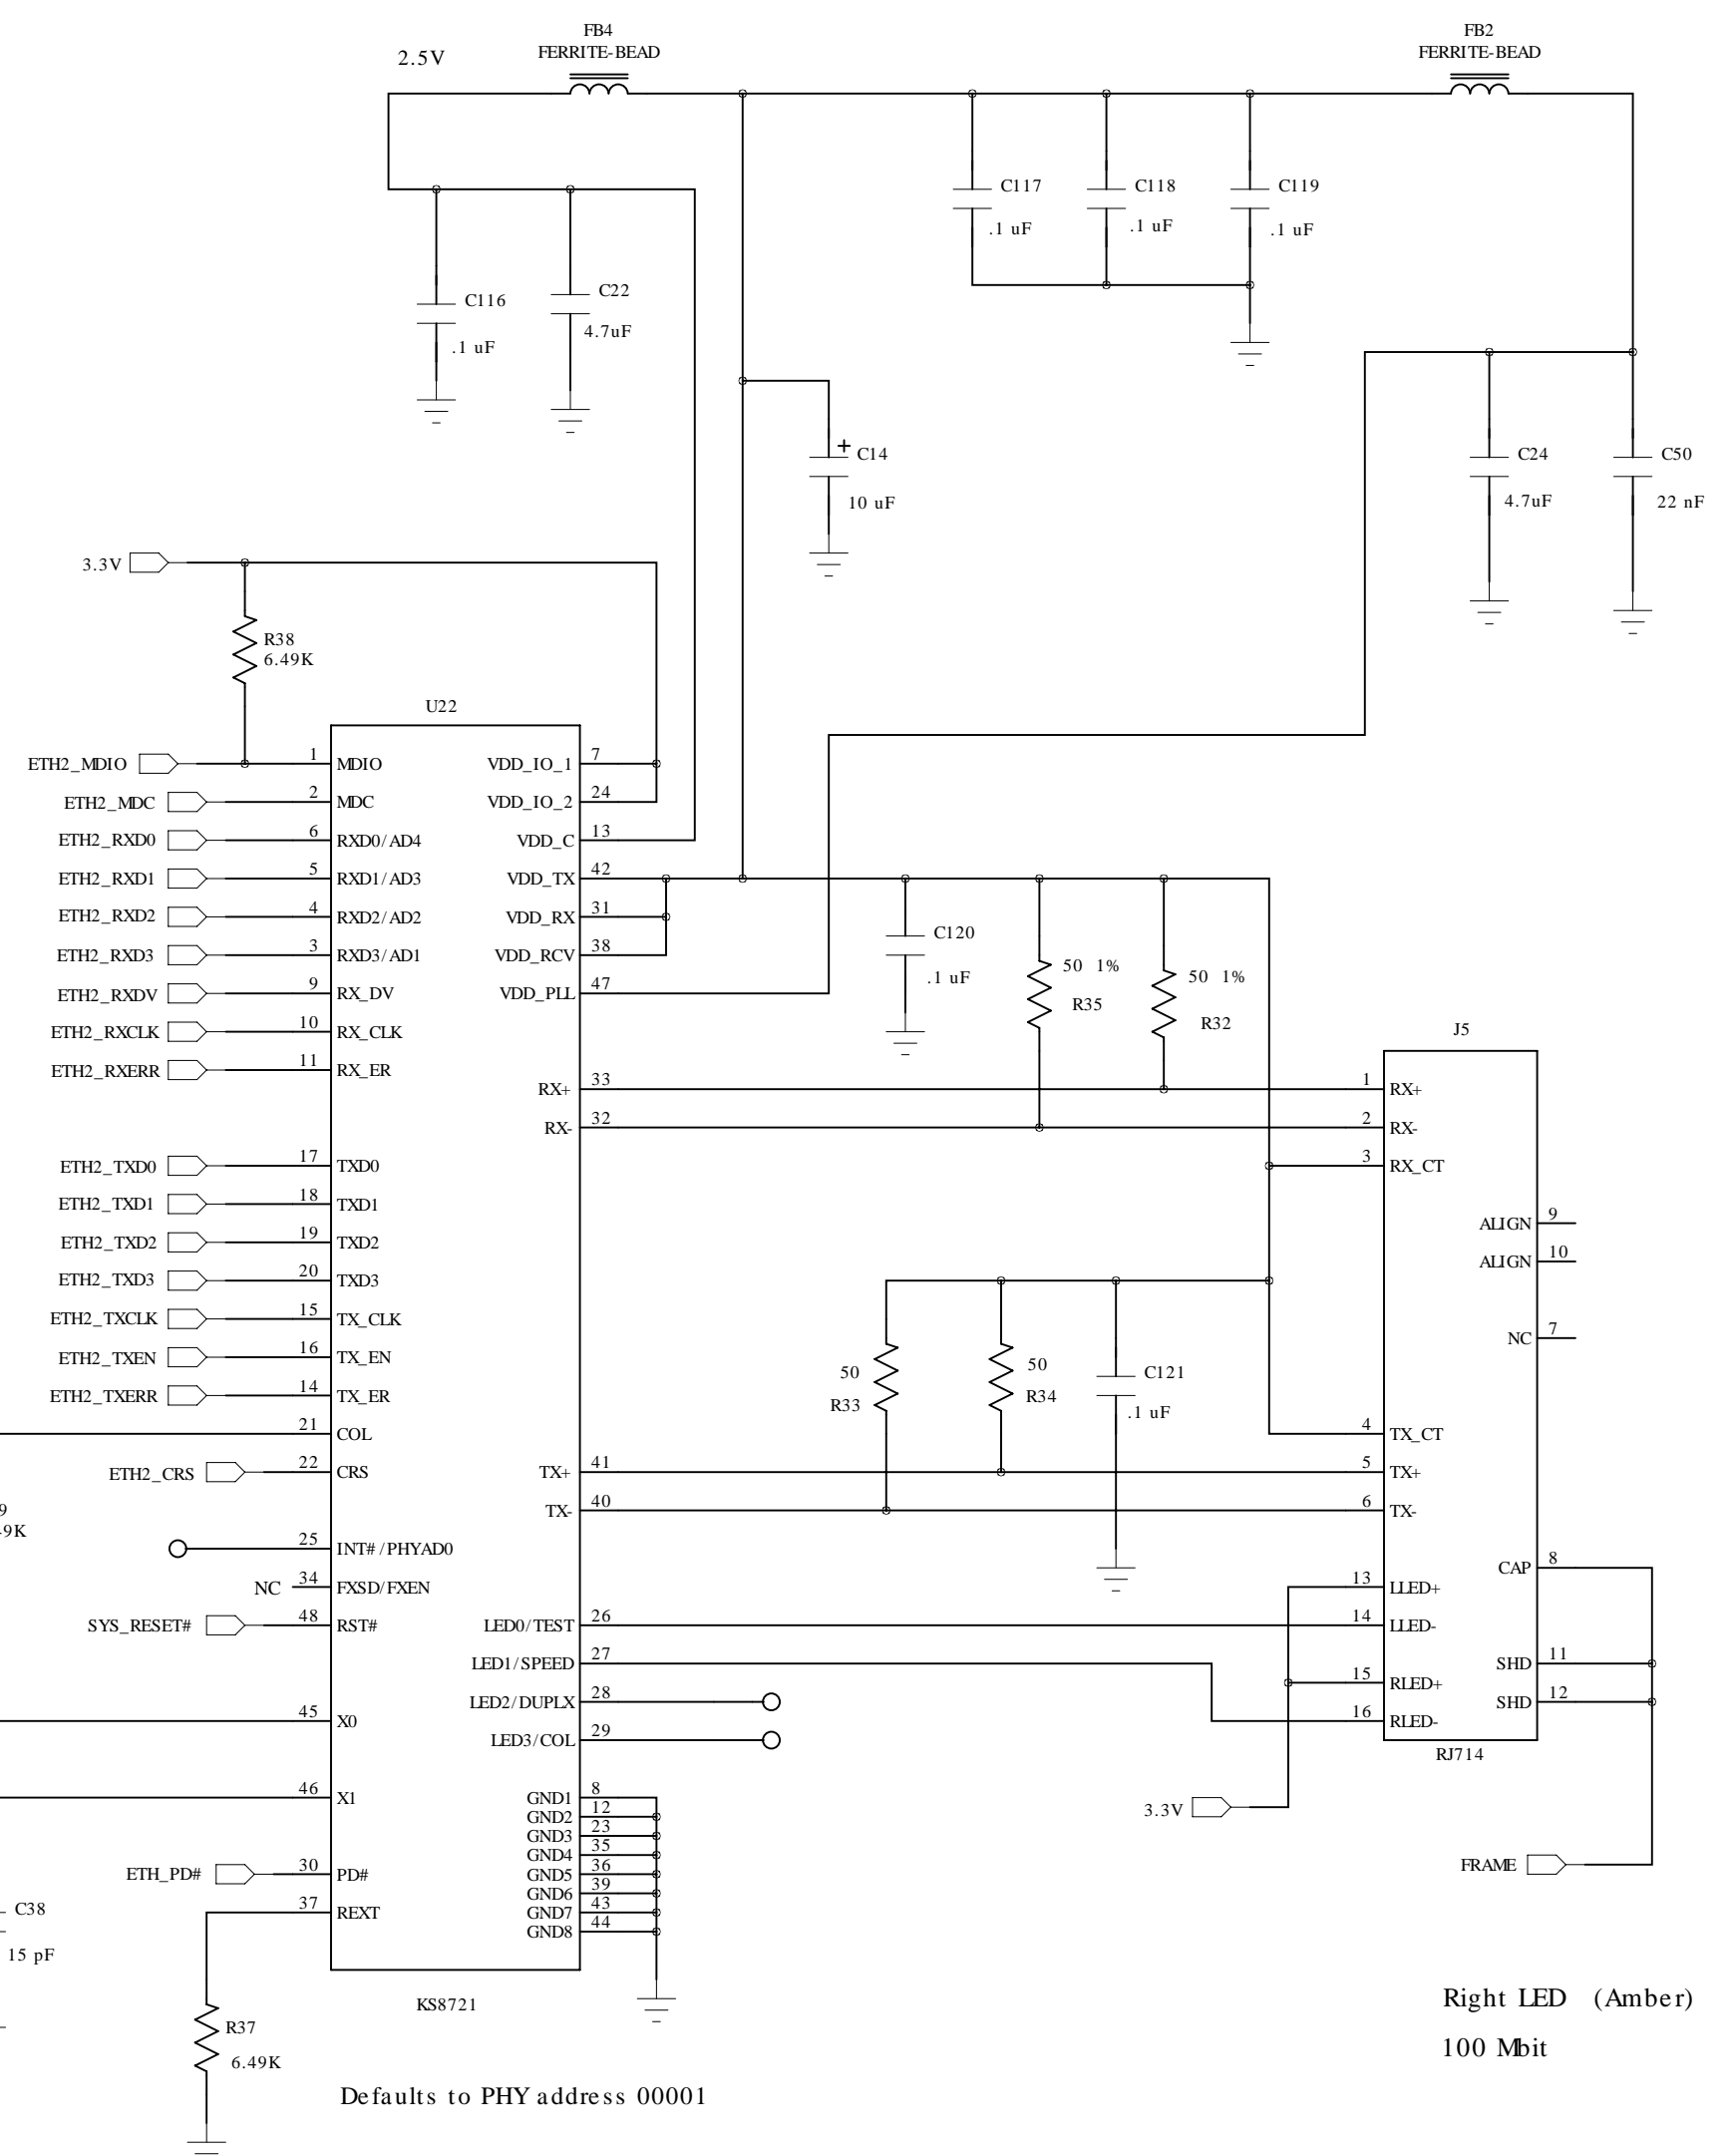 FB4
FERRITE-BEAD
2.5V
FB2
FERRITE-BEAD
C117
.1 uF
C118
.1 uF
C119
.1 uF
C116
.1 uF
C22
4.7uF
C14
10 uF
C24
4.7uF
C50
22 nF
3.3V
R38
6.49K
U22
ETH2_MDIO 1 MDIO
ETH2_MDC 2 MDC
ETH2_RXD0 6 RXD0/AD4
ETH2_RXD1 5 RXD1/AD3
ETH2_RXD2 4 RXD2/AD2
ETH2_RXD3 3 RXD3/AD1
ETH2_RXDV 9 RX_DV
ETH2_RXCLK 10 RX_CLK
ETH2_RXERR 11 RX_ER
ETH2_TXD0 17 TXD0
ETH2_TXD1 18 TXD1
ETH2_TXD2 19 TXD2
ETH2_TXD3 20 TXD3
ETH2_TXCLK 15 TX_CLK
ETH2_TXEN 16 TX_EN
ETH2_TXERR 14 TX_ER
21 COL
ETH2_CRS 22 CRS
9
9K
25 INT#/PHYAD0
NC 34 FXSD/FXEN
SYS_RESET# 48 RST#
45 X0
46 X1
ETH_PD# 30 PD#
37 REXT
C38
15 pF
R37
6.49K
VDD_IO_1 7
VDD_IO_2 24
VDD_C 13
VDD_TX 42
VDD_RX 31
VDD_RCV 38
VDD_PLL 47
RX+ 33
RX- 32
TX+ 41
TX- 40
LED0/TEST 26
LED1/SPEED 27
LED2/DUPLX 28
LED3/COL 29
GND1 8
GND2 12
GND3 23
GND4 35
GND5 36
GND6 39
GND7 43
GND8 44
KS8721
C120
.1 uF
50 1%
R35
50 1%
R32
50
R33
50
R34
C121
.1 uF
J5
1 RX+
2 RX-
3 RX_CT
4 TX_CT
5 TX+
6 TX-
13 LLED+
14 LLED-
15 RLED+
16 RLED-
ALIGN 9
ALIGN 10
NC 7
CAP 8
SHD 11
SHD 12
RJ714
3.3V
FRAME
Right LED (Amber)
100 Mbit
Defaults to PHY address 00001